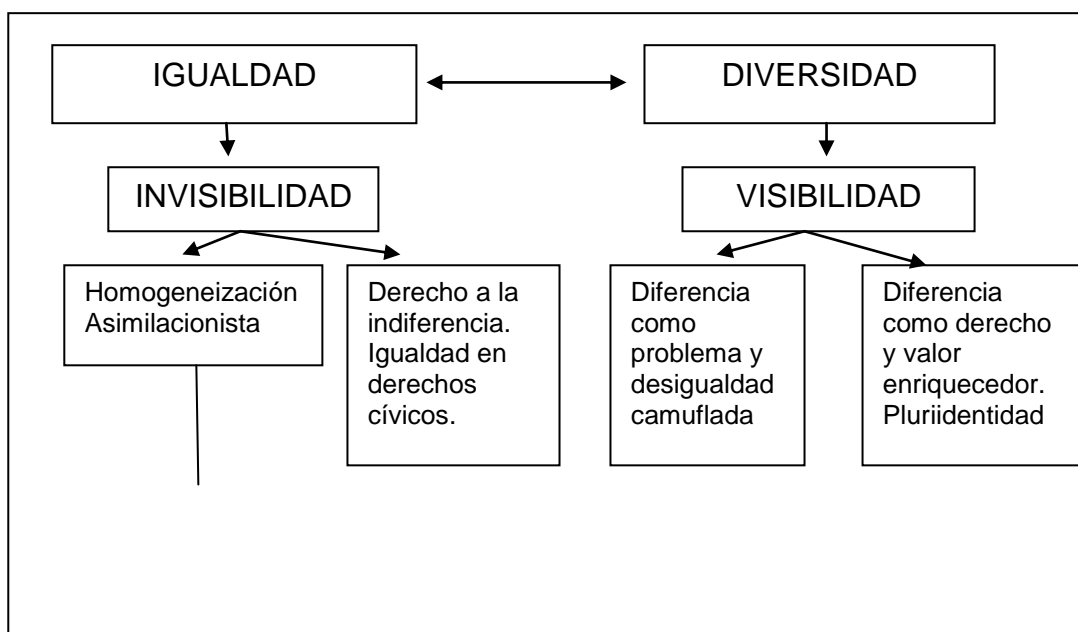 IGUALDAD
DIVERSIDAD
INVISIBILIDAD
VISIBILIDAD
Homogeneización
Asimilacionista
Derecho a la
indiferencia.
Igualdad en
derechos
cívicos.
Diferencia
como
problema y
desigualdad
camuflada
Diferencia
como derecho
y valor
enriquecedor.
Pluriidentidad